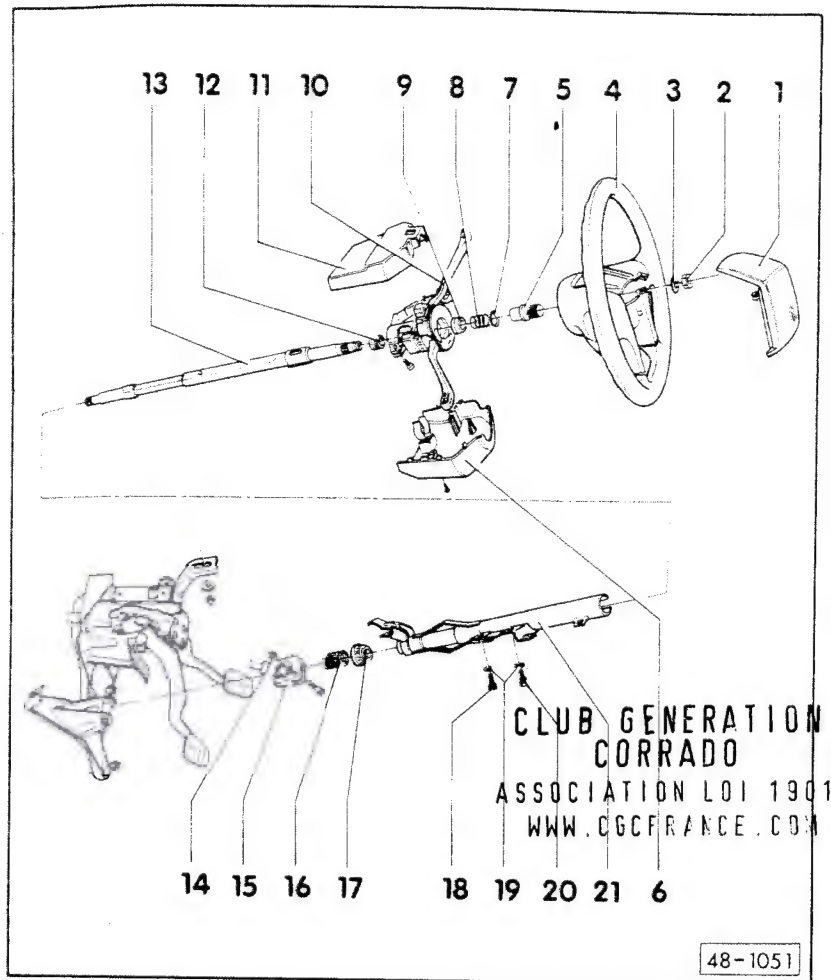 13 12 11 10 9 8 7 5 4 3 2 1
CLUB GENERATION
CORRADO
ASSOCIATION LOI 1901
WWW.CGCFRANCE.COM
14 15 16 17 18 19 20 21 6
48-1051